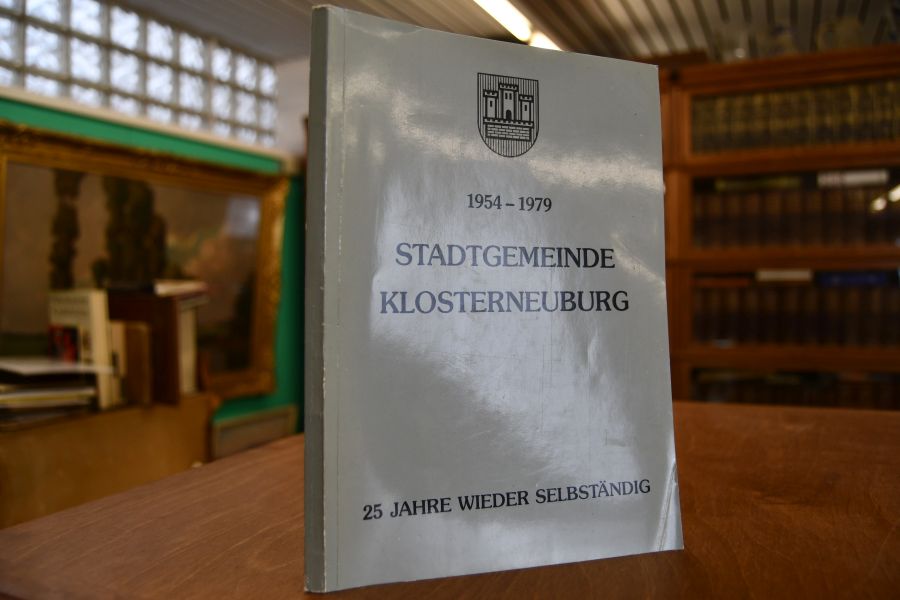 1954 – 1979
STADTGEMEINDE
KLOSTERNEUBURG
25 JAHRE WIEDER SELBSTÄNDIG